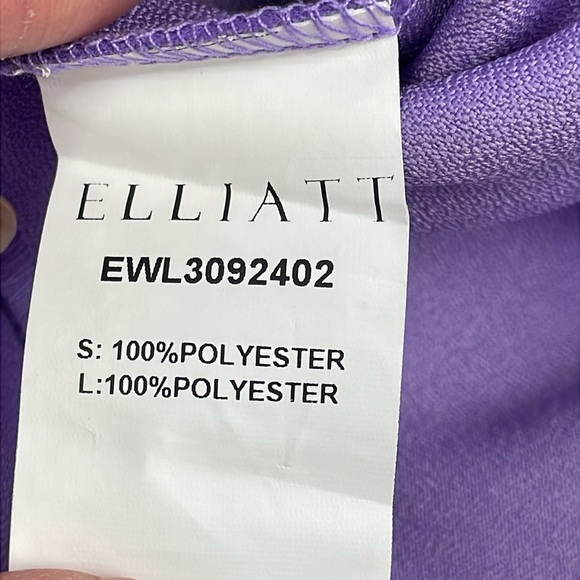 ELLIATT
EWL3092402
S: 100%POLYESTER
L:100%POLYESTER